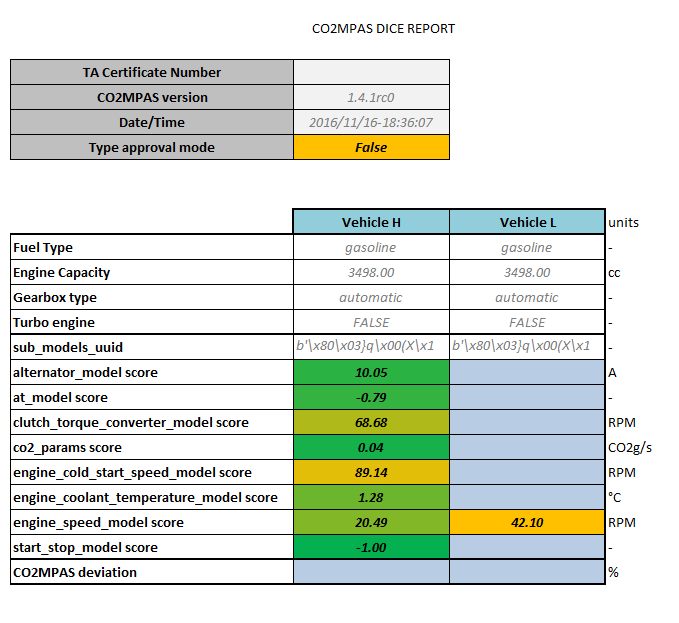 CO2MPAS DICE REPORT
TA Certificate Number
CO2MPAS version 1.4.1rc0
Date/Time 2016/11/16-18:36:07
Type approval mode False
Vehicle H Vehicle L units
Fuel Type gasoline gasoline -
Engine Capacity 3498.00 3498.00 cc
Gearbox type automatic automatic -
Turbo engine FALSE FALSE -
sub_models_uuid b'\x80\x03}q\x00(X\x1 b'\x80\x03}q\x00(X\x1 -
alternator_model score 10.05 A
at_model score -0.79 -
clutch_torque_converter_model score 68.68 RPM
co2_params score 0.04 CO2g/s
engine_cold_start_speed_model score 89.14 RPM
engine_coolant_temperature_model score 1.28 °C
engine_speed_model score 20.49 42.10 RPM
start_stop_model score -1.00 -
CO2MPAS deviation %